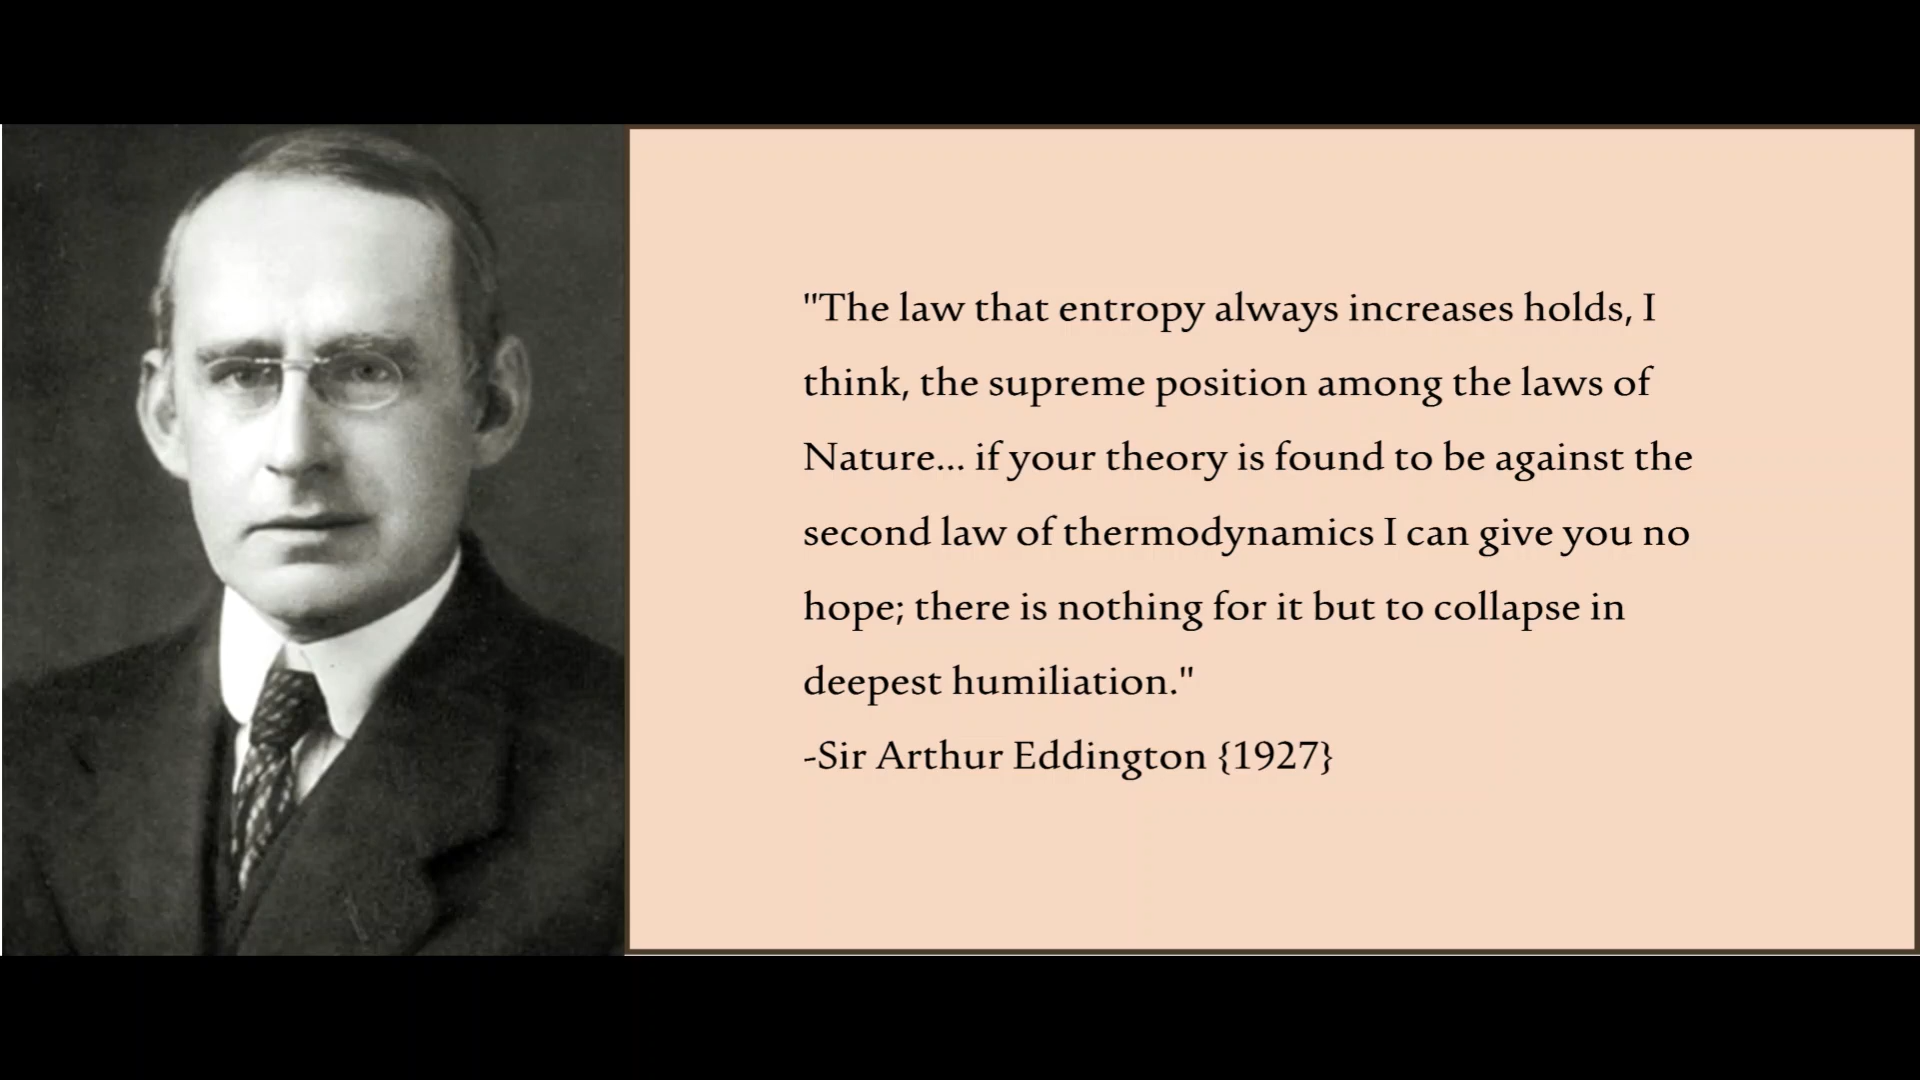 "The law that entropy always increases holds, I
think, the supreme position among the laws of
Nature... if your theory is found to be against the
second law of thermodynamics I can give you no
hope; there is nothing for it but to collapse in
deepest humiliation."
-Sir Arthur Eddington {1927}